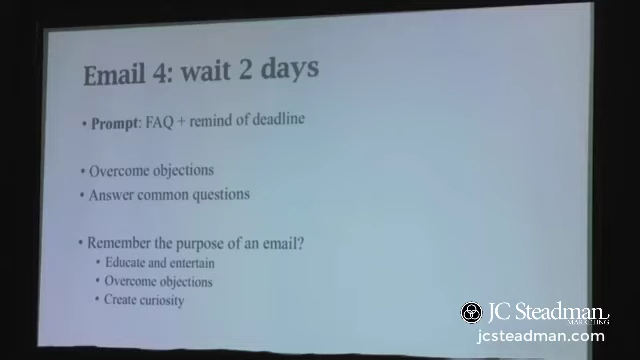 Email 4: wait 2 days
• Prompt: FAQ + remind of deadline
• Overcome objections
• Answer common questions
• Remember the purpose of an email?
• Educate and entertain
• Overcome objections
• Create curiosity
JC Steadman
MARKETING
jcsteadman.com